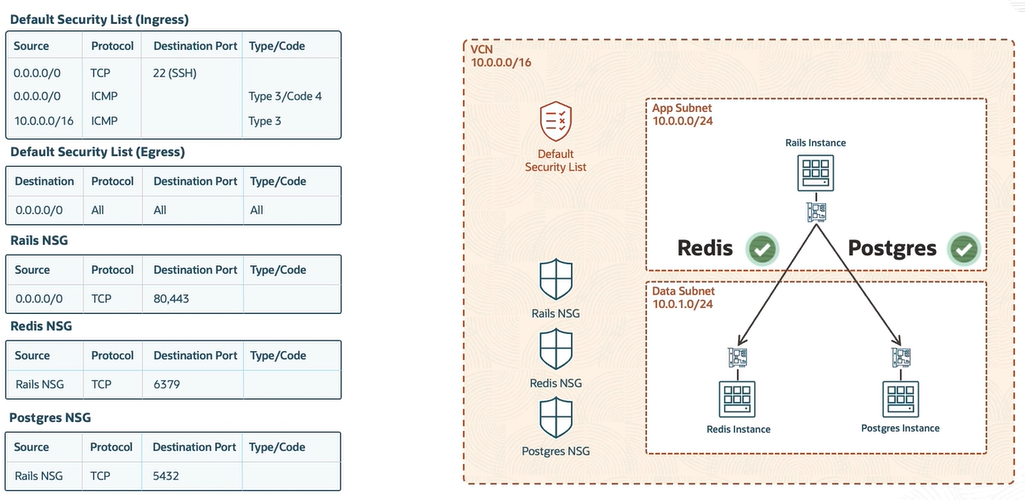 Default Security List (Ingress)
Source Protocol Destination Port Type/Code
0.0.0.0/0 TCP 22 (SSH)
0.0.0.0/0 ICMP Type 3/Code 4
10.0.0.0/16 ICMP Type 3
Default Security List (Egress)
Destination Protocol Destination Port Type/Code
0.0.0.0/0 All All All
Rails NSG
Source Protocol Destination Port Type/Code
0.0.0.0/0 TCP 80,443
Redis NSG
Source Protocol Destination Port Type/Code
Rails NSG TCP 6379
Postgres NSG
Source Protocol Destination Port Type/Code
Rails NSG TCP 5432
VCN
10.0.0.0/16
Default
Security List
Rails NSG
Redis NSG
Postgres NSG
App Subnet
10.0.0.0/24
Rails Instance
Redis Postgres
Data Subnet
10.0.1.0/24
Redis Instance Postgres Instance